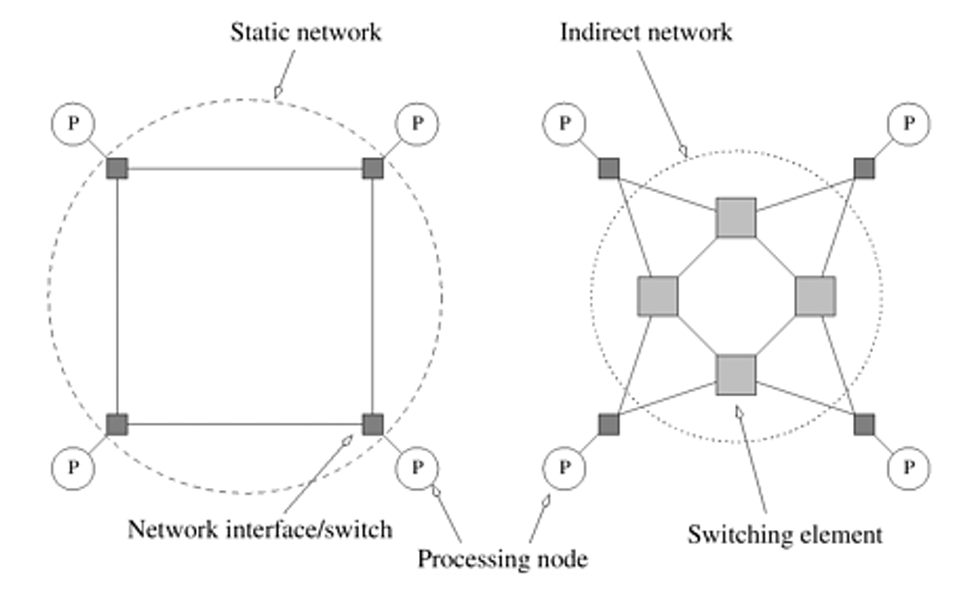 Static network
Indirect network
P
P
P
P
P
P
P
P
Network interface/switch
Processing node
Switching element